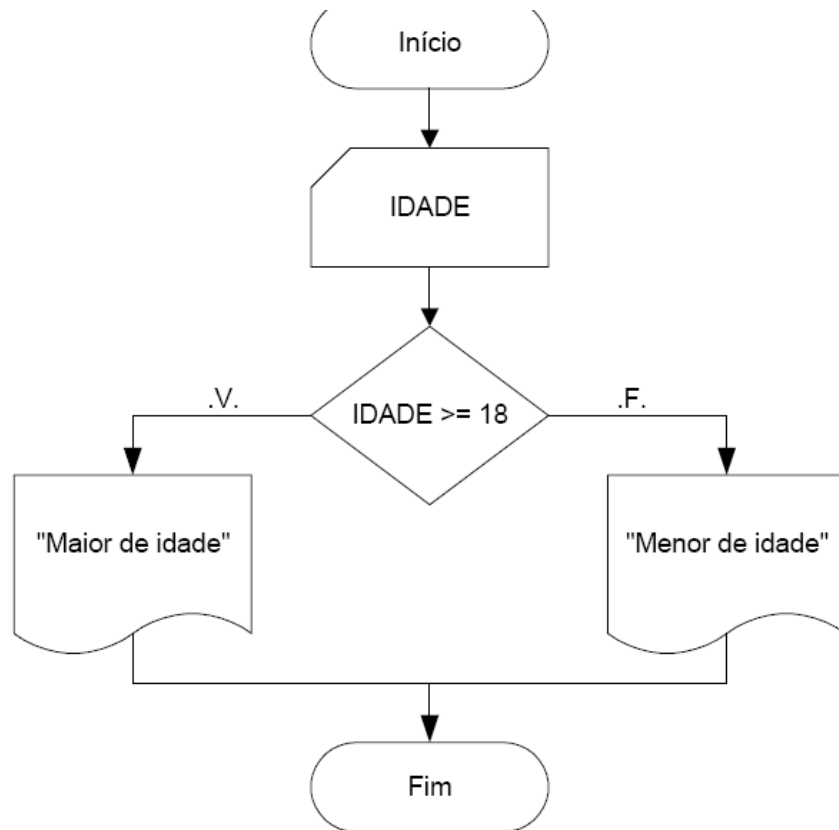 Início
IDADE
IDADE >= 18
.V.
.F.
"Maior de idade"
"Menor de idade"
Fim